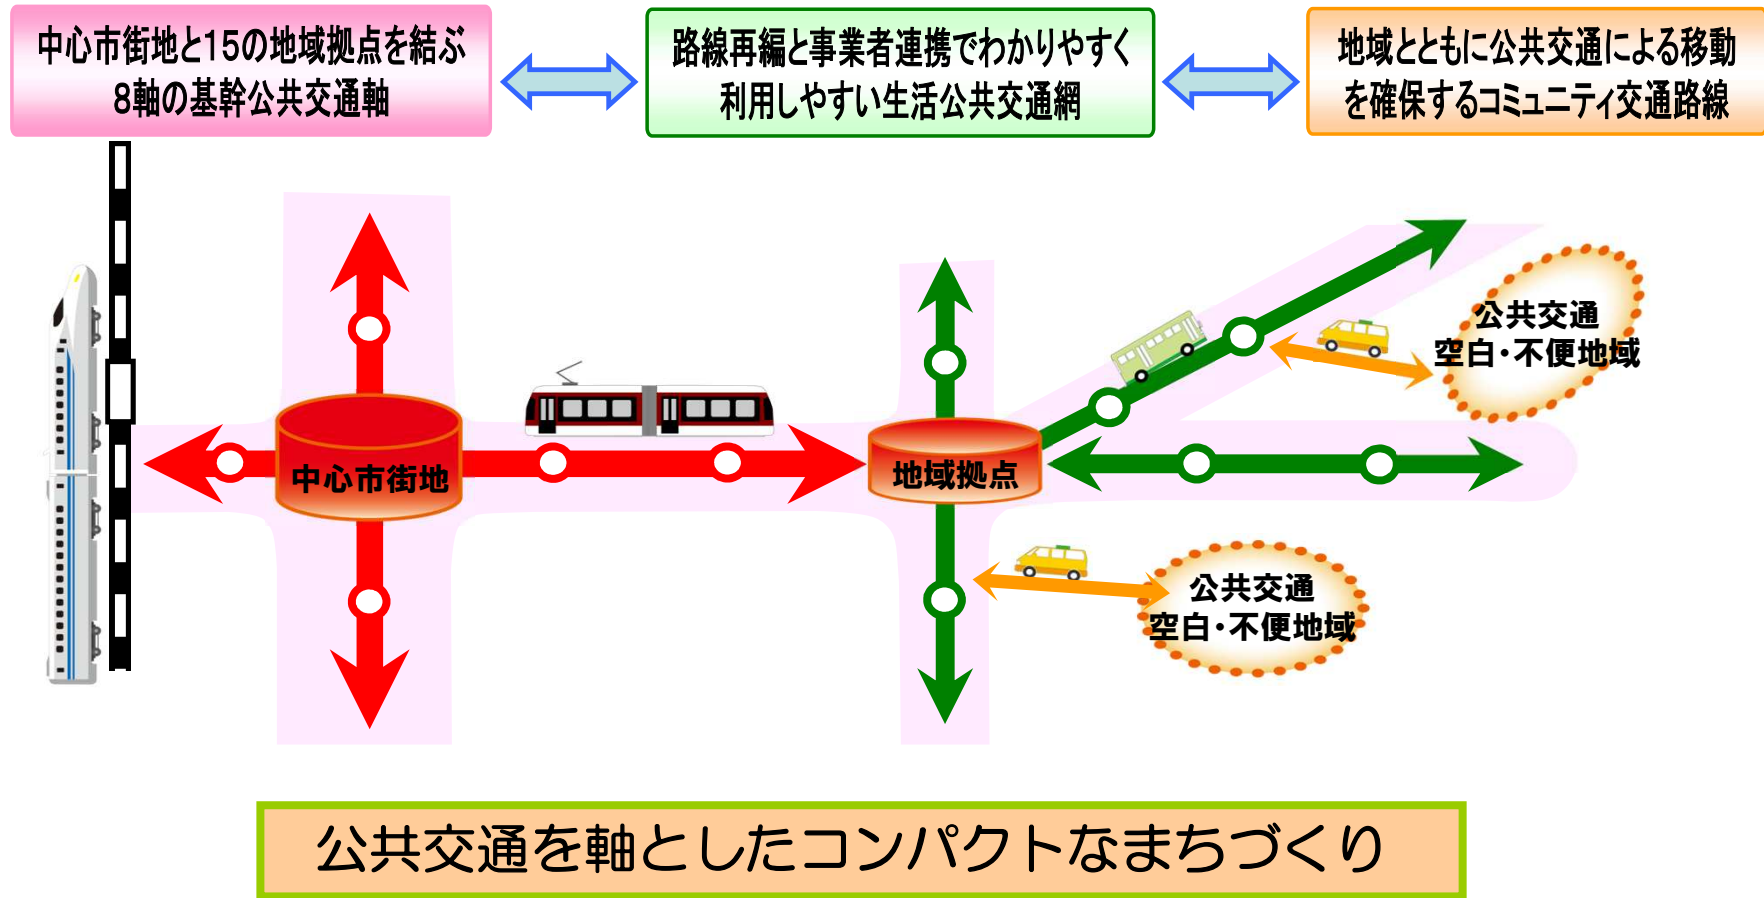 中心市街地と15の地域拠点を結ぶ
8軸の基幹公共交通軸
路線再編と事業者連携でわかりやすく
利用しやすい生活公共交通網
地域とともに公共交通による移動
を確保するコミュニティ交通路線
公共交通
空白・不便地域
中心市街地
地域拠点
公共交通
空白・不便地域
公共交通を軸としたコンパクトなまちづくり